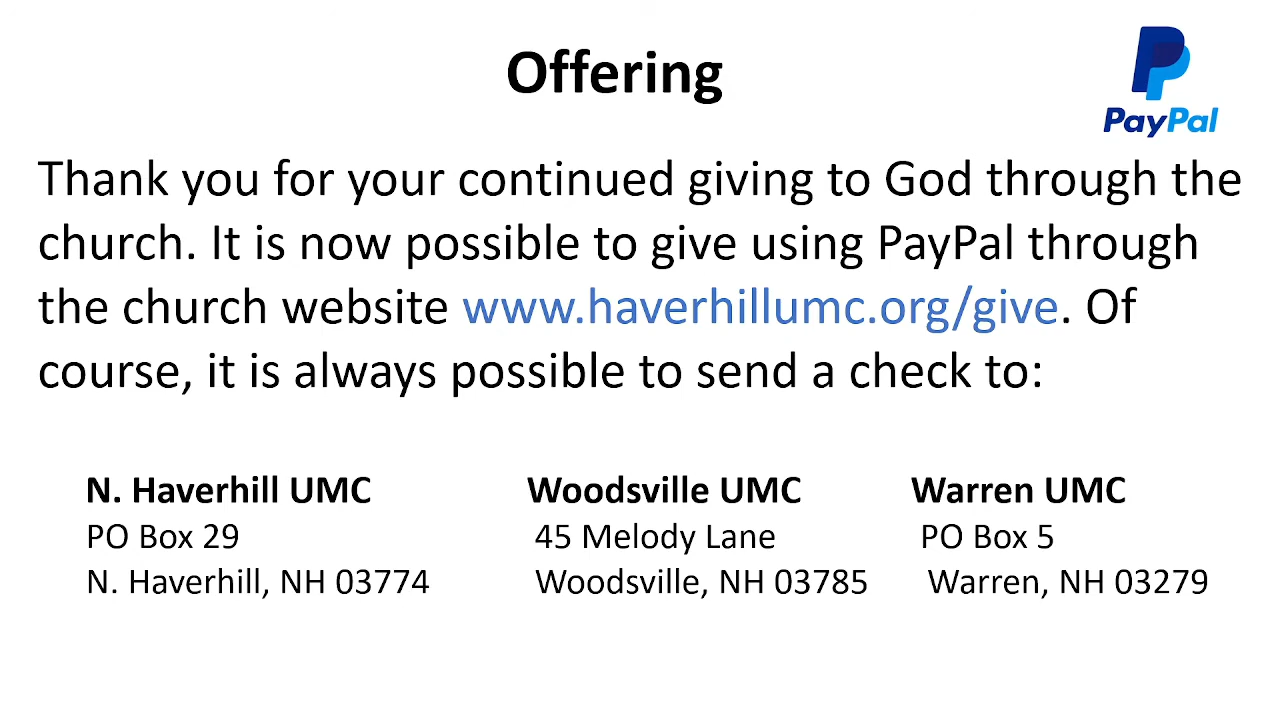 Offering
PayPal
Thank you for your continued giving to God through the
church. It is now possible to give using PayPal through
the church website www.haverhillumc.org/give. Of
course, it is always possible to send a check to:
N. Haverhill UMC
PO Box 29
N. Haverhill, NH 03774
Woodsville UMC
45 Melody Lane
Woodsville, NH 03785
Warren UMC
PO Box 5
Warren, NH 03279